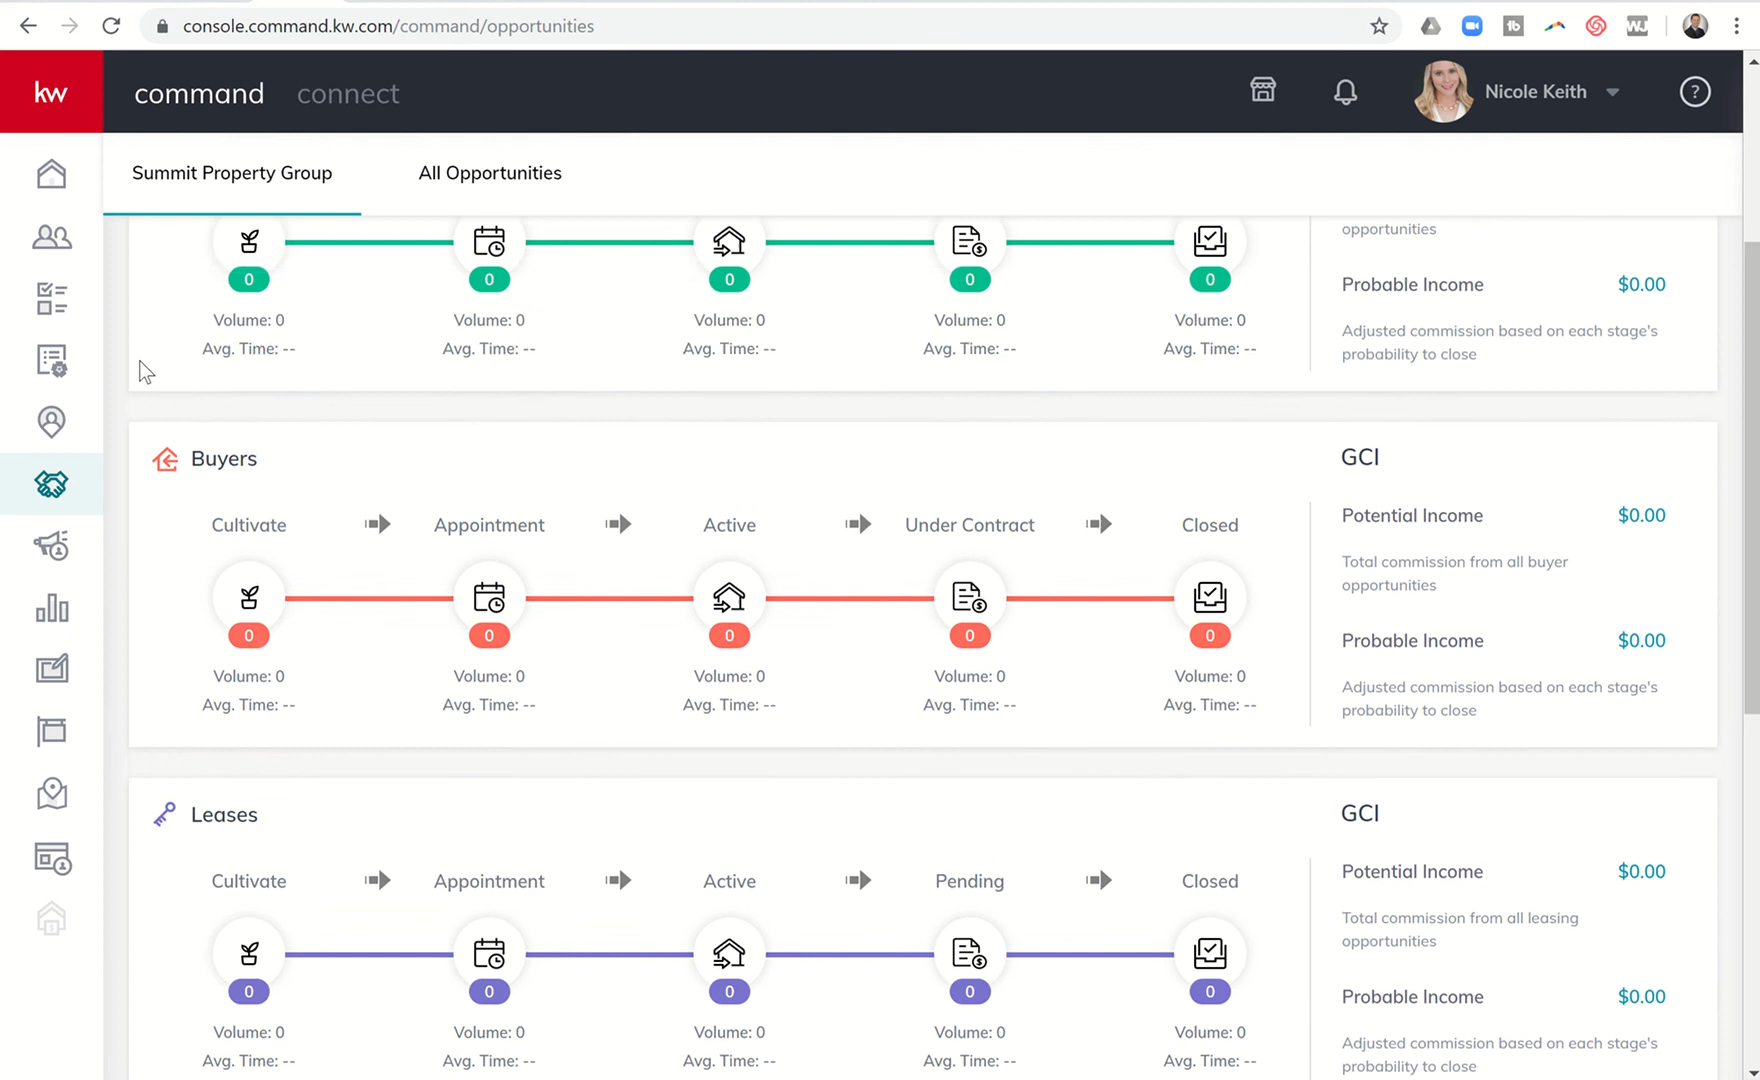 console.command.kw.com/command/opportunities
kw
command
connect
Nicole Keith
?
Summit Property Group
All Opportunities
0
0
0
0
0
Volume: 0
Volume: 0
Volume: 0
Volume: 0
Volume: 0
Avg. Time: --
Avg. Time: --
Avg. Time: --
Avg. Time: --
Avg. Time: --
opportunities
Probable Income
$0.00
Adjusted commission based on each stage's
probability to close
Buyers
Cultivate
Appointment
Active
Under Contract
Closed
0
0
0
0
0
Volume: 0
Volume: 0
Volume: 0
Volume: 0
Volume: 0
Avg. Time: --
Avg. Time: --
Avg. Time: --
Avg. Time: --
Avg. Time: --
GCI
Potential Income
$0.00
Total commission from all buyer
opportunities
Probable Income
$0.00
Adjusted commission based on each stage's
probability to close
Leases
Cultivate
Appointment
Active
Pending
Closed
0
0
0
0
0
Volume: 0
Volume: 0
Volume: 0
Volume: 0
Volume: 0
Avg. Time: --
Avg. Time: --
Avg. Time: --
Avg. Time: --
Avg. Time: --
GCI
Potential Income
$0.00
Total commission from all leasing
opportunities
Probable Income
$0.00
Adjusted commission based on each stage's
probability to close